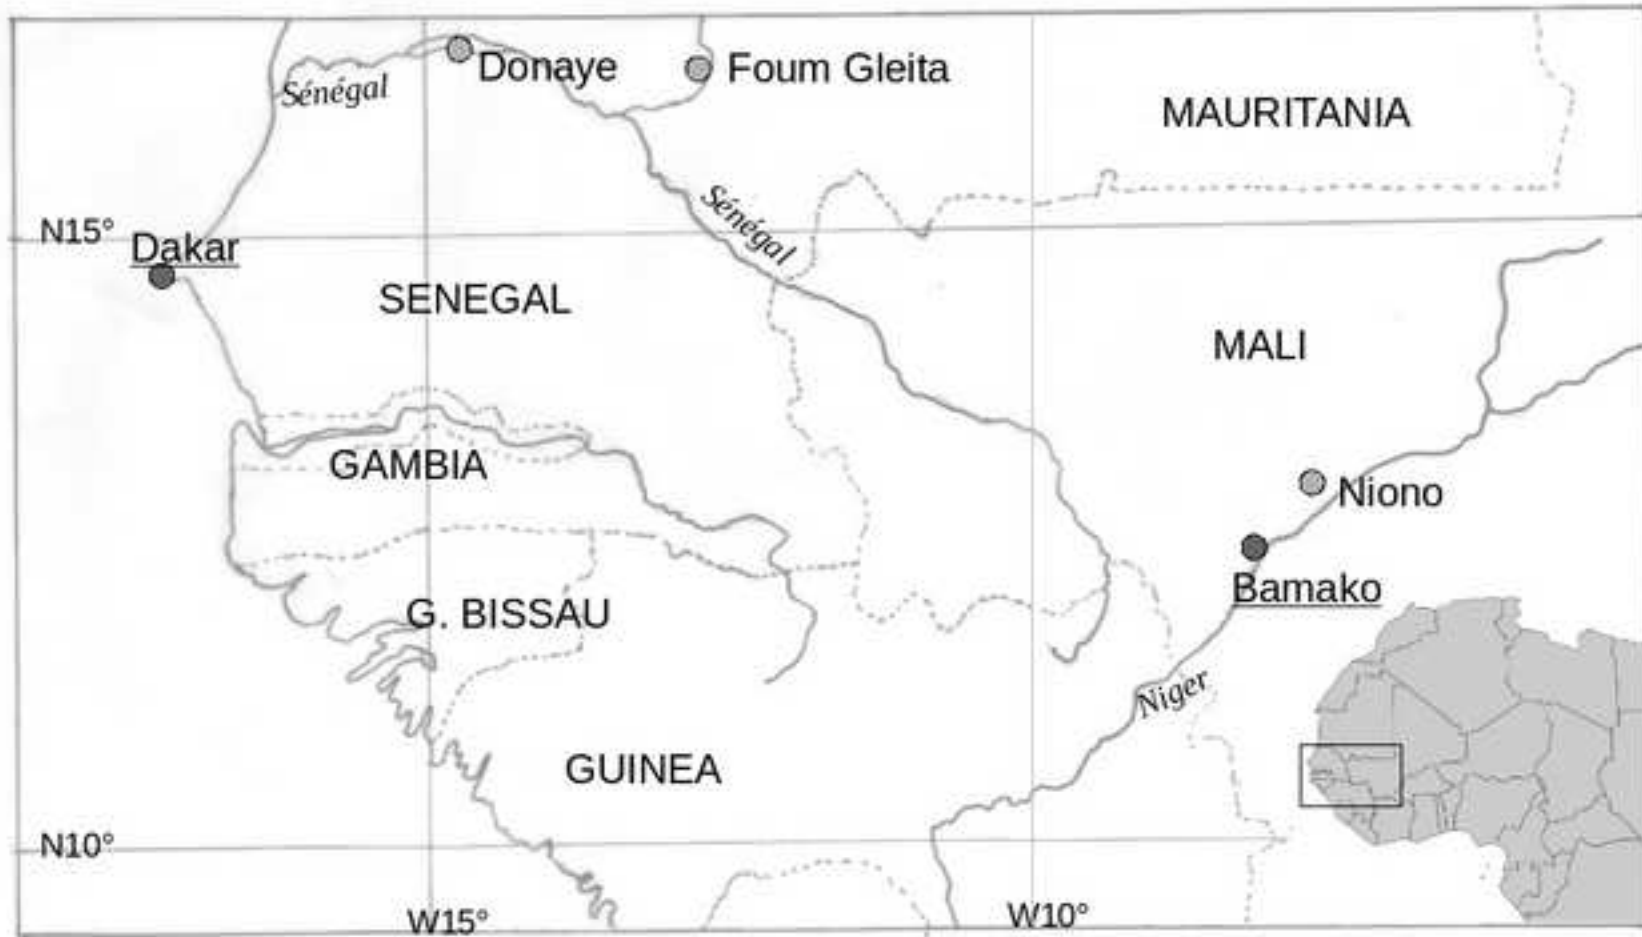 Donaye
Foum Gleita
Sénégal
MAURITANIA
N15°
Dakar
Sénégal
SENEGAL
MALI
GAMBIA
Niono
Bamako
G. BISSAU
Niger
GUINEA
N10°
W15°
W10°